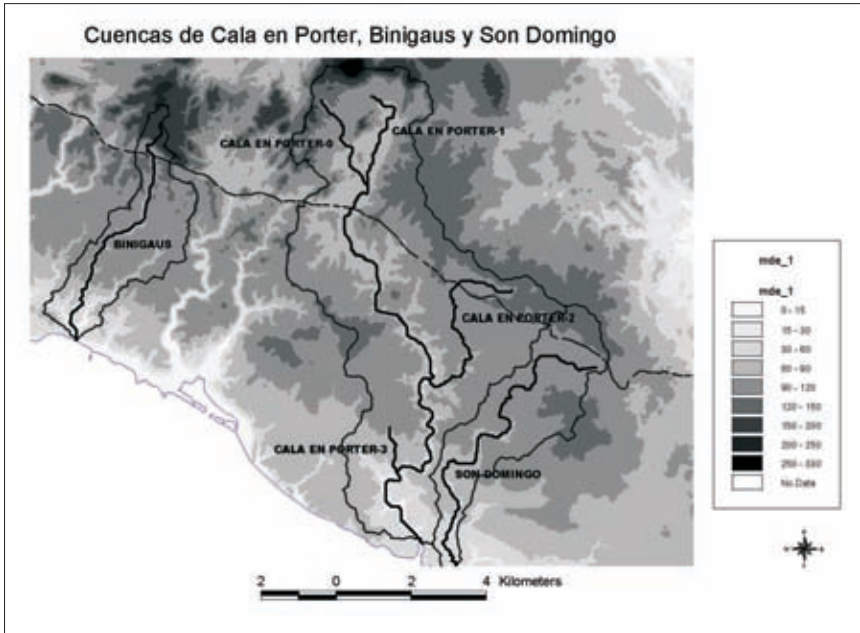 Cuencas de Cala en Porter, Binigaus y Son Domingo
CALA EN PORTER-0
CALA EN PORTER-1
BINIGAUS
CALA EN PORTER-2
CALA EN PORTER-3
SON DOMINGO
mde_1
mde_1
0 - 15
15 - 30
30 - 60
60 - 90
90 - 120
120 - 150
150 - 200
200 - 250
No Data
2 0 2 4 Kilometers